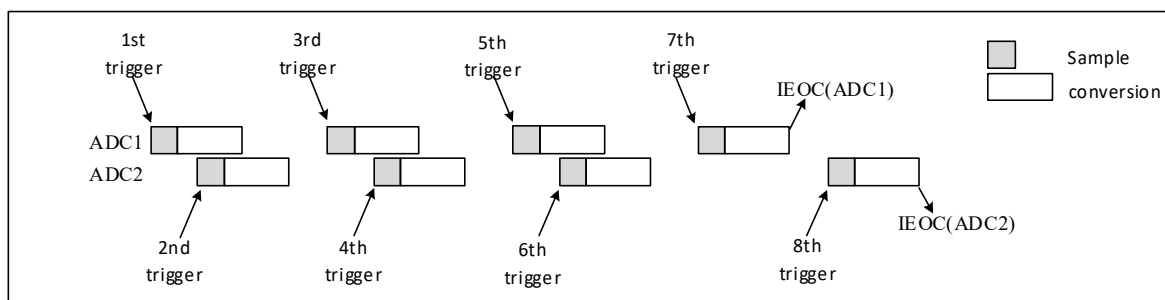 1st
trigger
3rd
trigger
5th
trigger
7th
trigger
Sample
conversion
IEOC(ADC1)
ADC1
ADC2
IEOC(ADC2)
2nd
trigger
4th
trigger
6th
trigger
8th
trigger